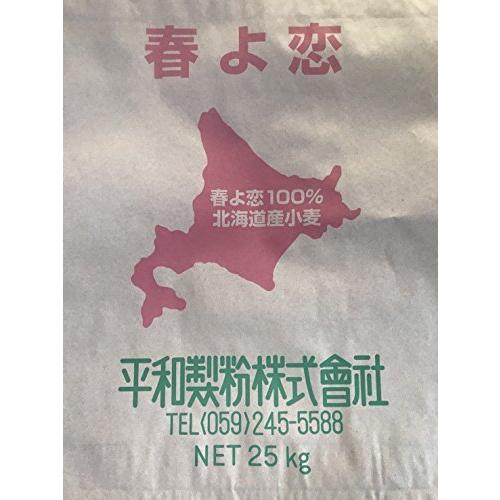 春よ恋
春よ恋100%
北海道産小麦
平和製粉株式會社
TEL(059)245-5588
NET 25 kg